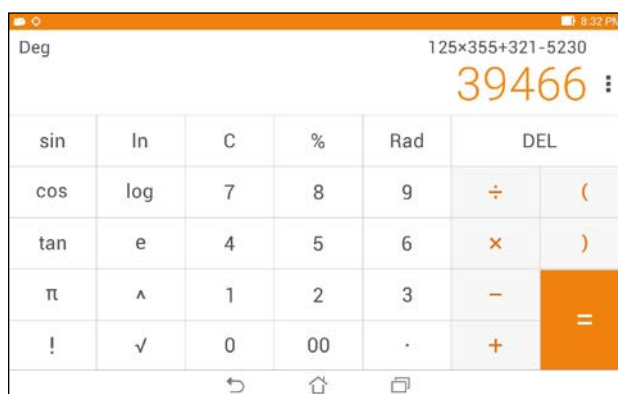 8:32 PM
Deg 125×355+321-5230
39466
sin ln C % Rad DEL
cos log 7 8 9 ÷ (
tan e 4 5 6 × )
π ^ 1 2 3 − =
! √ 0 00 . +